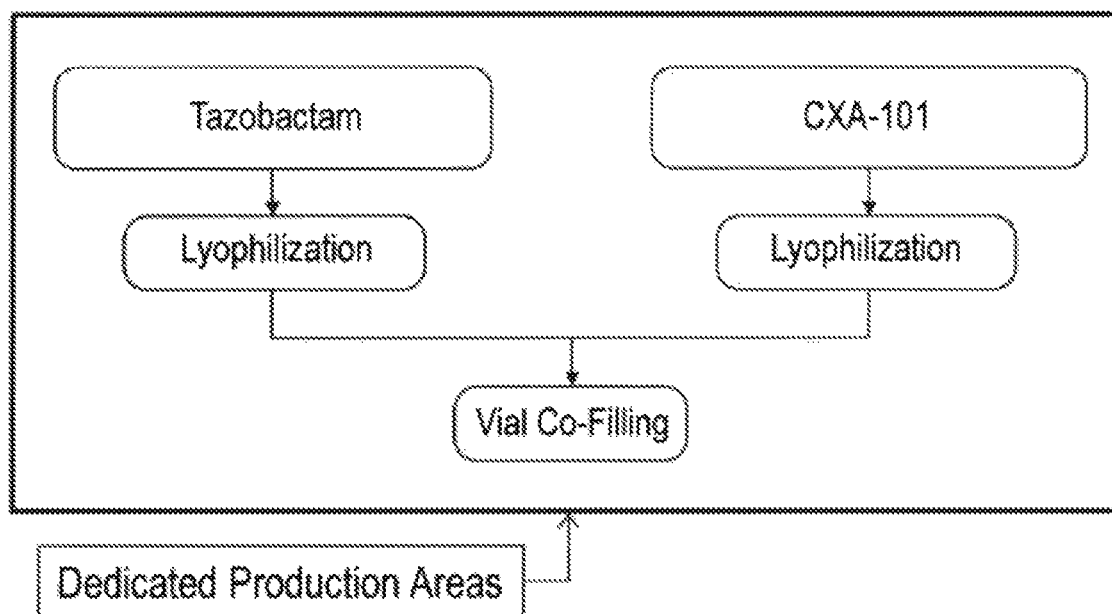 Tazobactam
CXA-101
Lyophilization
Lyophilization
Vial Co-Filling
Dedicated Production Areas